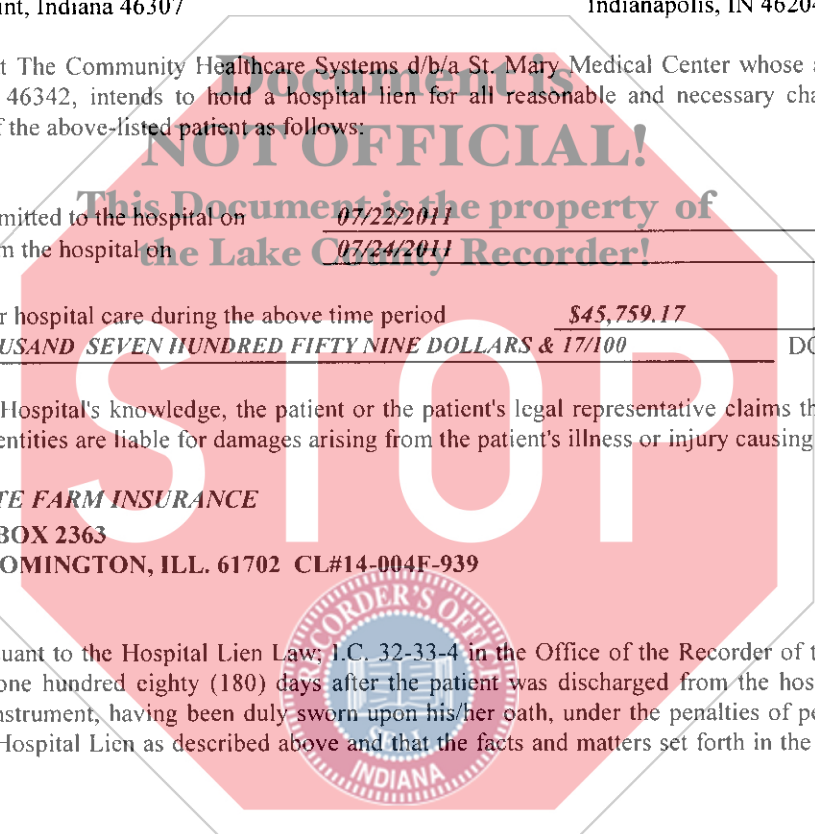 int, Indiana 46307 Indianapolis, IN 46204
t The Community Healthcare Systems d/b/a St. Mary Medical Center whose a
Document is
46342, intends to hold a hospital lien for all reasonable and necessary cha
f the above-listed patient as follows:
NOT OFFICIAL!
This Document is the property of
mitted to the hospital on 07/22/2011
m the hospital on 07/24/2011
the Lake County Recorder!
r hospital care during the above time period $45,759.17
USAND SEVEN HUNDRED FIFTY NINE DOLLARS & 17/100 DO
STOP
Hospital's knowledge, the patient or the patient's legal representative claims th
entities are liable for damages arising from the patient's illness or injury causing
TE FARM INSURANCE
BOX 2363
OMINGTON, ILL. 61702 CL#14-004F-939
RECORDER'S OFFICE
uant to the Hospital Lien Law; I.C. 32-33-4 in the Office of the Recorder of t
one hundred eighty (180) days after the patient was discharged from the hos
nstrument, having been duly sworn upon his/her oath, under the penalties of pe
Hospital Lien as described above and that the facts and matters set forth in the
SEAL
INDIANA